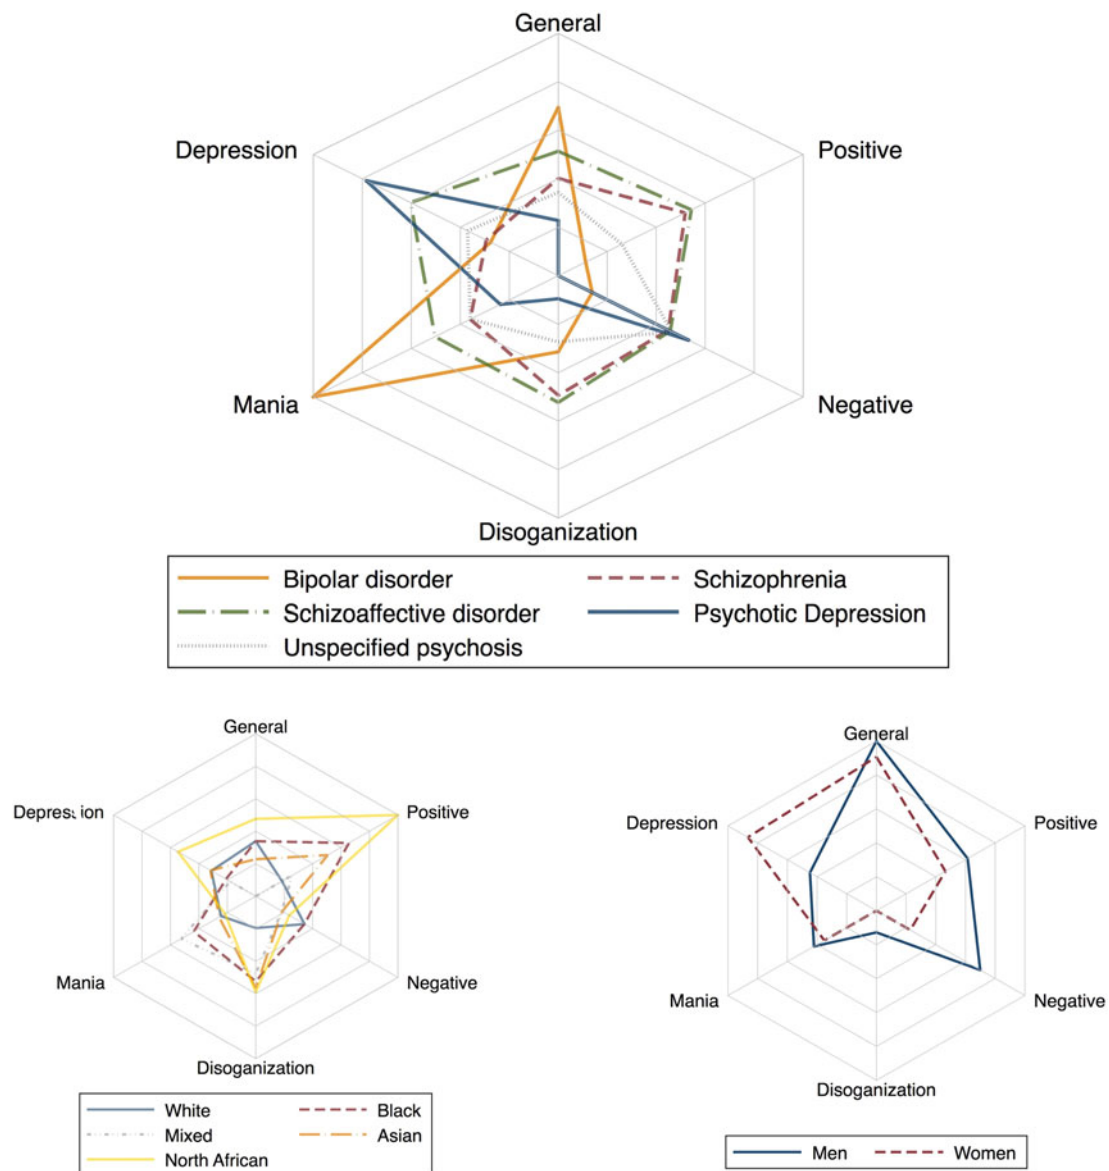 General
Depression
Positive
Mania
Negative
Disoganization
Bipolar disorder
Schizophrenia
Schizoaffective disorder
Psychotic Depression
Unspecified psychosis
General
Depression
Positive
Mania
Negative
Disoganization
White
Black
Mixed
Asian
North African
General
Depression
Positive
Mania
Negative
Disoganization
Men
Women